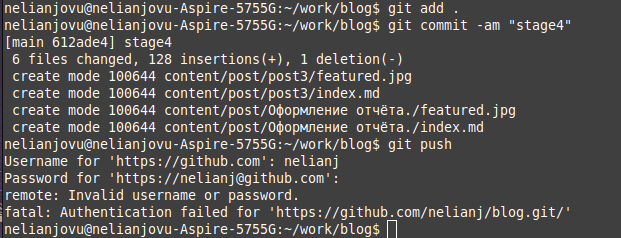 nelianjovu@nelianjovu-Aspire-5755G:~/work/blog$ git add .
nelianjovu@nelianjovu-Aspire-5755G:~/work/blog$ git commit -am "stage4"
[main 612ade4] stage4
 6 files changed, 128 insertions(+), 1 deletion(-)
 create mode 100644 content/post/post3/featured.jpg
 create mode 100644 content/post/post3/index.md
 create mode 100644 content/post/Оформление отчёта./featured.jpg
 create mode 100644 content/post/Оформление отчёта./index.md
nelianjovu@nelianjovu-Aspire-5755G:~/work/blog$ git push
Username for 'https://github.com': nelianj
Password for 'https://nelianj@github.com':
remote: Invalid username or password.
fatal: Authentication failed for 'https://github.com/nelianj/blog.git/'
nelianjovu@nelianjovu-Aspire-5755G:~/work/blog$